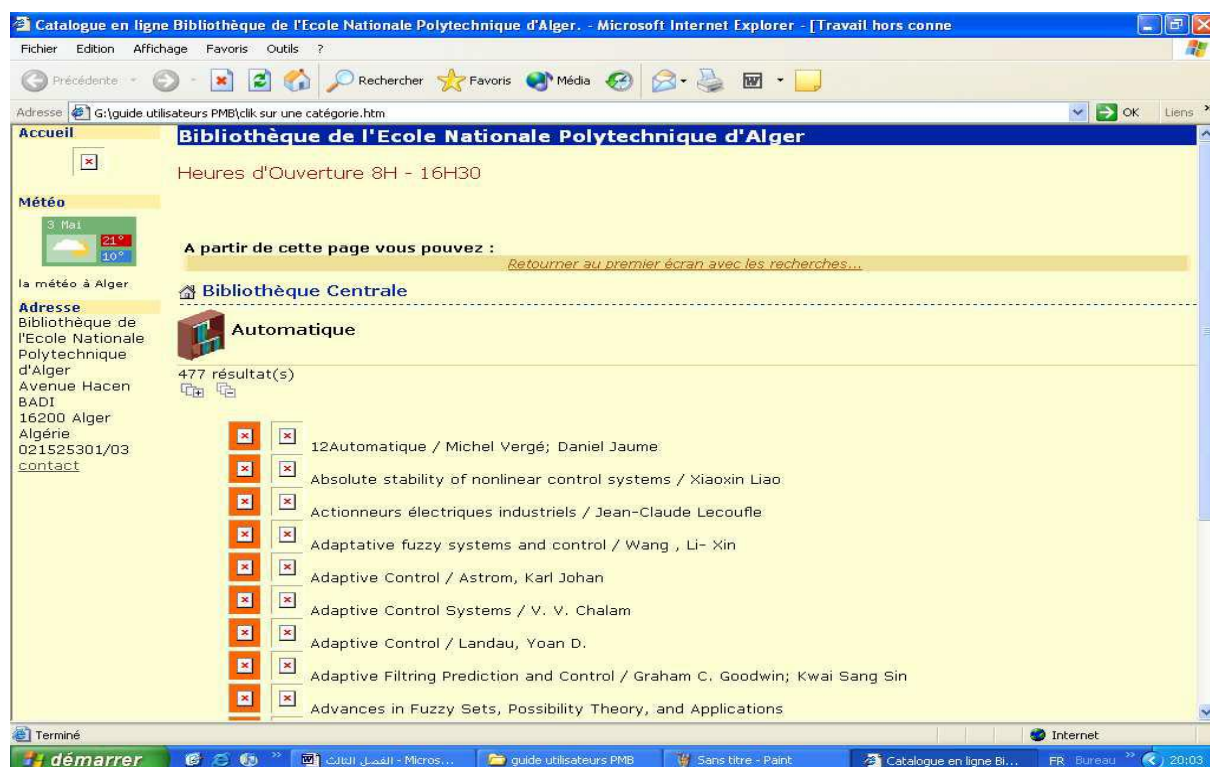 Catalogue en ligne Bibliothèque de l'Ecole Nationale Polytechnique d'Alger. - Microsoft Internet Explorer - [Travail hors conne
Fichier Edition Affichage Favoris Outils ?
Précédente Rechercher Favoris Média
Adresse G:\guide utilisateurs PMB\clik sur une catégorie.htm OK Liens
Accueil
Météo
3 Mai
21°
10°
la météo à Alger
Adresse
Bibliothèque de
l'Ecole Nationale
Polytechnique
d'Alger
Avenue Hacen
BADI
16200 Alger
Algérie
021525301/03
contact
Bibliothèque de l'Ecole Nationale Polytechnique d'Alger
Heures d'Ouverture 8H - 16H30
A partir de cette page vous pouvez :
Retourner au premier écran avec les recherches...
Bibliothèque Centrale
Automatique
477 résultat(s)
12Automatique / Michel Vergé; Daniel Jaume
Absolute stability of nonlinear control systems / Xiaoxin Liao
Actionneurs électriques industriels / Jean-Claude Lecoufle
Adaptative fuzzy systems and control / Wang , Li- Xin
Adaptive Control / Astrom, Karl Johan
Adaptive Control Systems / V. V. Chalam
Adaptive Control / Landau, Yoan D.
Adaptive Filtring Prediction and Control / Graham C. Goodwin; Kwai Sang Sin
Advances in Fuzzy Sets, Possibility Theory, and Applications
Terminé Internet
démarrer الفصل الثالث - Micros... guide utilisateurs PMB Sans titre - Paint Catalogue en ligne Bi... FR Bureau 20:03